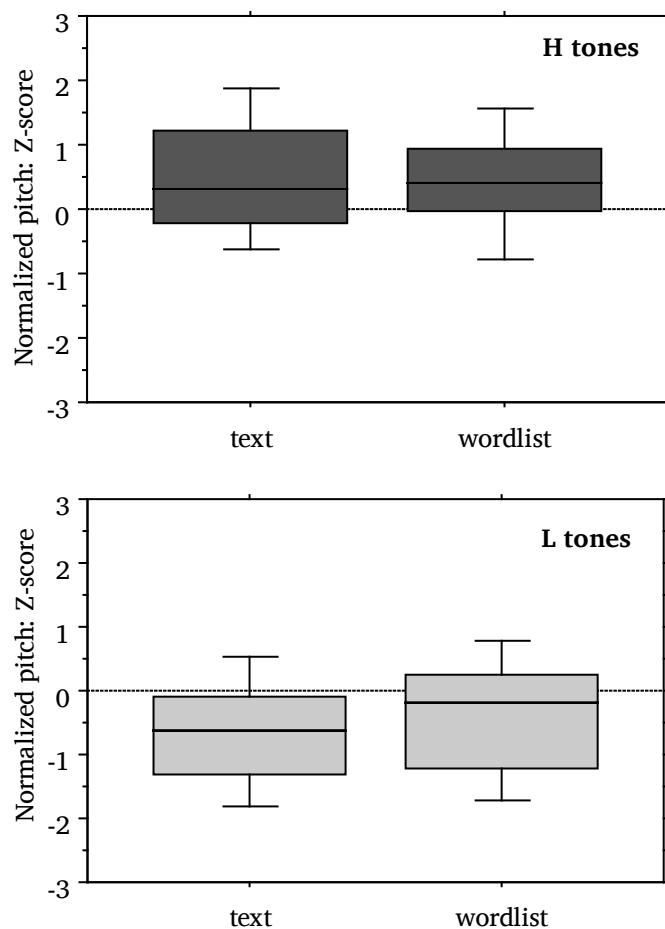 H tones
Normalized pitch: Z-score
3
2
1
0
-1
-2
-3
text wordlist
L tones
Normalized pitch: Z-score
3
2
1
0
-1
-2
-3
text wordlist